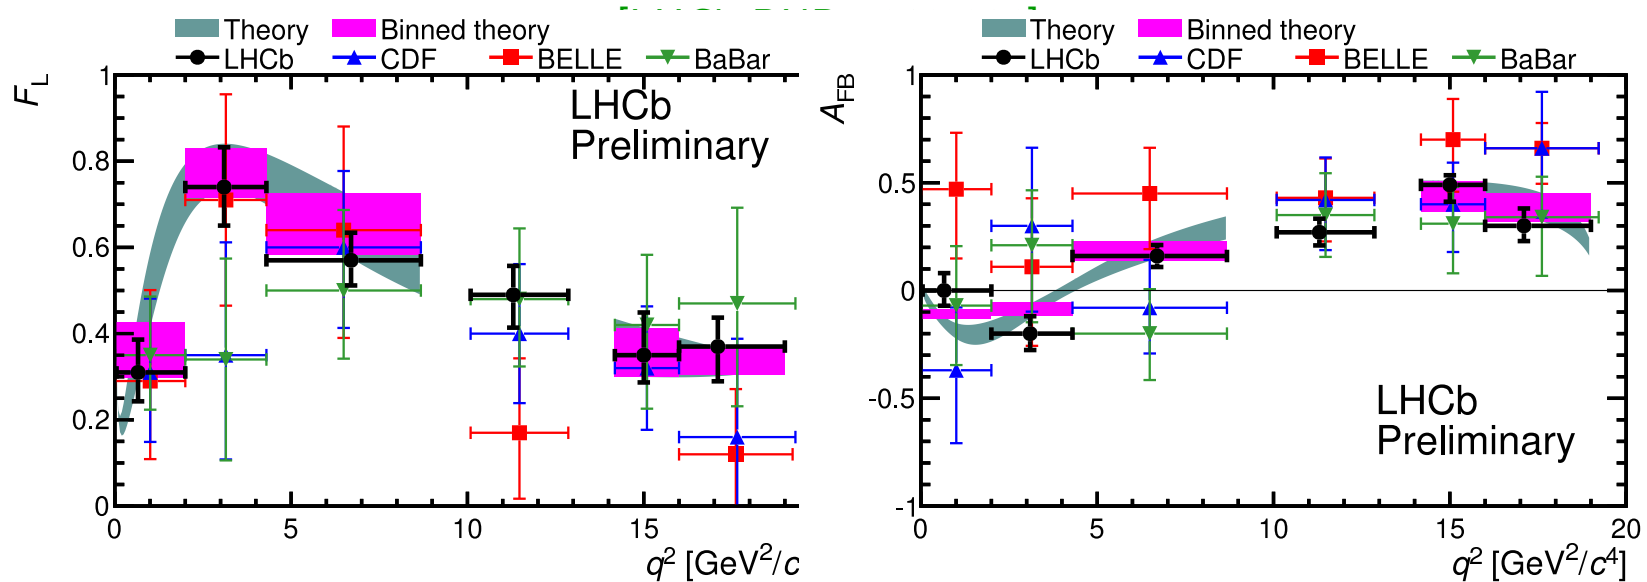 Theory Binned theory
LHCb CDF BELLE BaBar
F_L
1
0.8
0.6
0.4
0.2
0
LHCb
Preliminary
0 5 10 15
q² [GeV²/c
Theory Binned theory
LHCb CDF BELLE BaBar
A_FB
1
0.5
0
-0.5
-1
LHCb
Preliminary
0 5 10 15 20
q² [GeV²/c⁴]